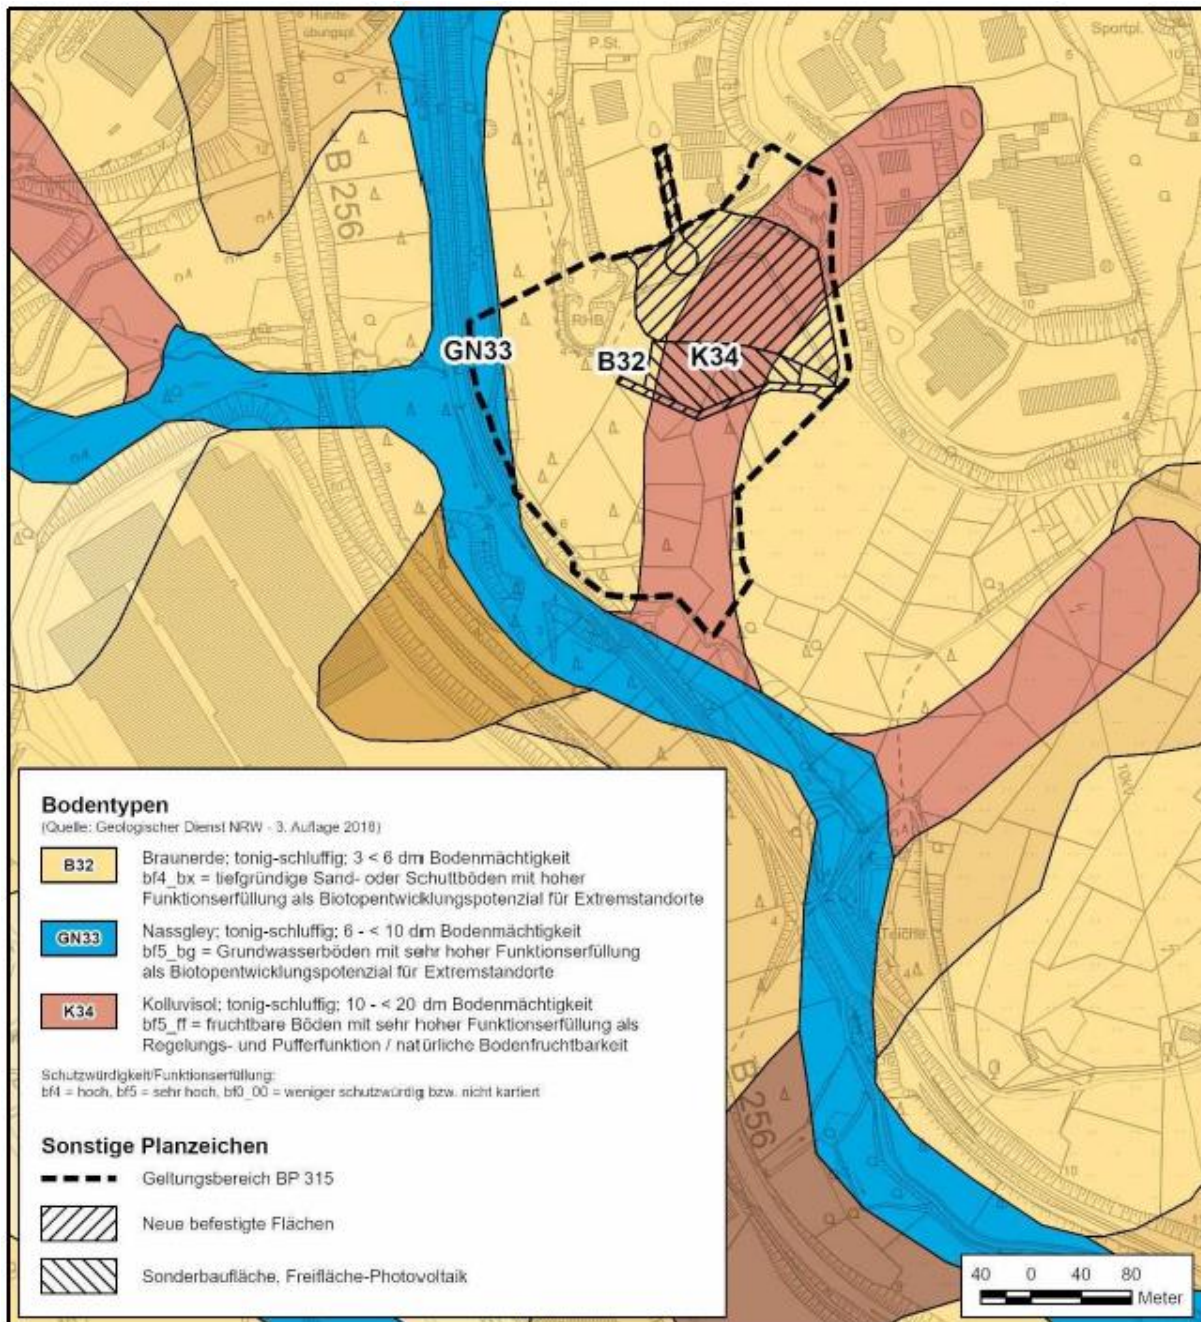 Hunde-
übungspl.
P.St.
Sportpl.
B 256
RHB
GN33
B32
K34
10kV
B 256
Bodentypen
(Quelle: Geologischer Dienst NRW - 3. Auflage 2018)
B32
Braunerde; tonig-schluffig; 3 < 6 dm Bodenmächtigkeit
bf4_bx = tiefgründige Sand- oder Schuttböden mit hoher
Funktionserfüllung als Biotopentwicklungspotenzial für Extremstandorte
GN33
Nassgley; tonig-schluffig; 6 - < 10 dm Bodenmächtigkeit
bf5_bg = Grundwasserböden mit sehr hoher Funktionserfüllung
als Biotopentwicklungspotenzial für Extremstandorte
K34
Kolluvisol; tonig-schluffig; 10 - < 20 dm Bodenmächtigkeit
bf5_ff = fruchtbare Böden mit sehr hoher Funktionserfüllung als
Regelungs- und Pufferfunktion / natürliche Bodenfruchtbarkeit
Schutzwürdigkeit/Funktionserfüllung:
bf4 = hoch, bf5 = sehr hoch, bf0_00 = weniger schutzwürdig bzw. nicht kartiert
Sonstige Planzeichen
Geltungsbereich BP 315
Neue befestigte Flächen
Sonderbaufläche, Freifläche-Photovoltaik
40 0 40 80
Meter